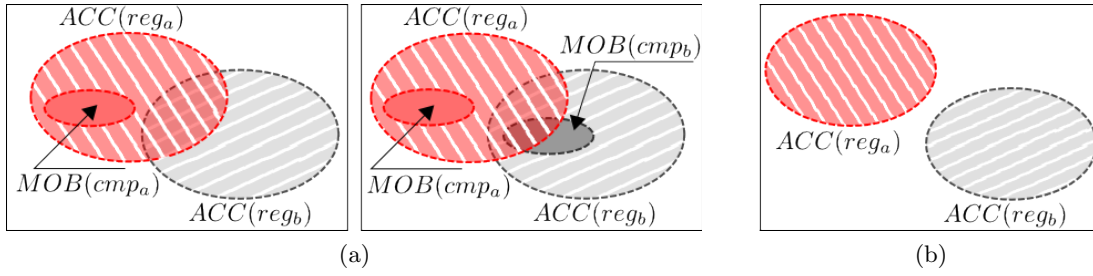 ACC(reg_a)
MOB(cmp_a)
ACC(reg_b)
ACC(reg_a)
MOB(cmp_b)
MOB(cmp_a)
ACC(reg_b)
(a)
ACC(reg_a)
ACC(reg_b)
(b)